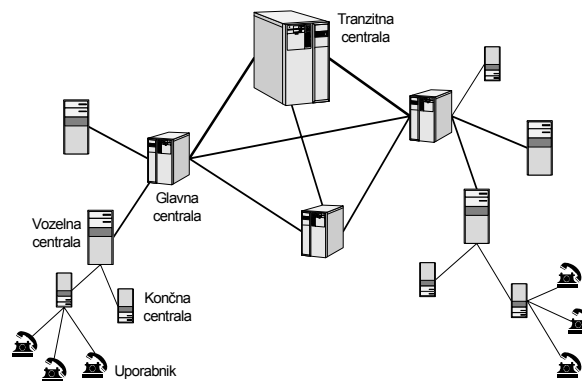 Tranzitna
centrala
Glavna
centrala
Vozelna
centrala
Končna
centrala
Uporabnik